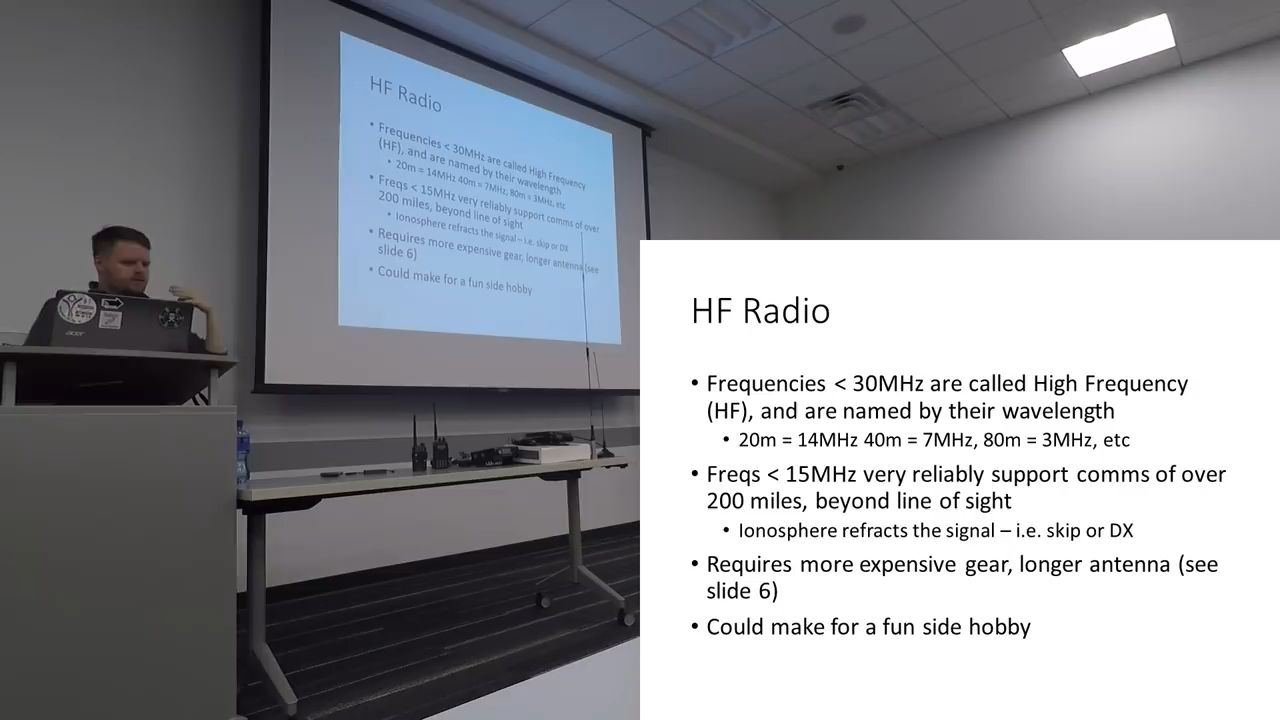 HF Radio
• Frequencies < 30MHz are called High Frequency
(HF), and are named by their wavelength
• 20m = 14MHz 40m = 7MHz, 80m = 3MHz, etc
• Freqs < 15MHz very reliably support comms of over
200 miles, beyond line of sight
• Ionosphere refracts the signal – i.e. skip or DX
• Requires more expensive gear, longer antenna (see
slide 6)
• Could make for a fun side hobby
acer
HF Radio
• Frequencies < 30MHz are called High Frequency
(HF), and are named by their wavelength
• 20m = 14MHz 40m = 7MHz, 80m = 3MHz, etc
• Freqs < 15MHz very reliably support comms of over
200 miles, beyond line of sight
• Ionosphere refracts the signal – i.e. skip or DX
• Requires more expensive gear, longer antenna (see
slide 6)
• Could make for a fun side hobby